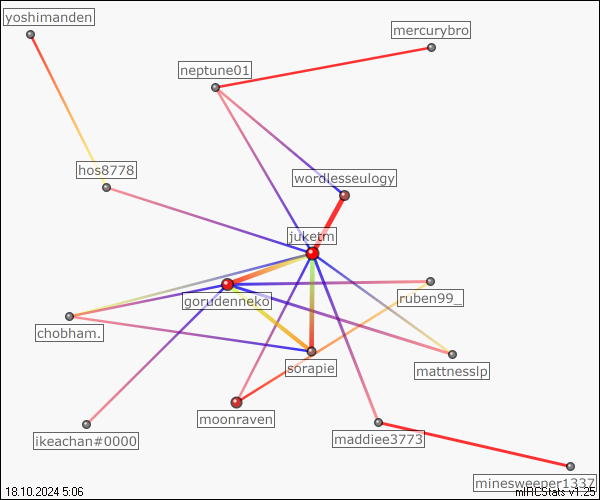 yoshimanden
mercurybro
neptune01
hos8778
wordlesseulogy
juketm
gorudenneko
ruben99_
chobham.
sorapie
mattnesslp
moonraven
maddiee3773
ikeachan#0000
minesweeper1337
18.10.2024 5:06
mIRCStats v1.25